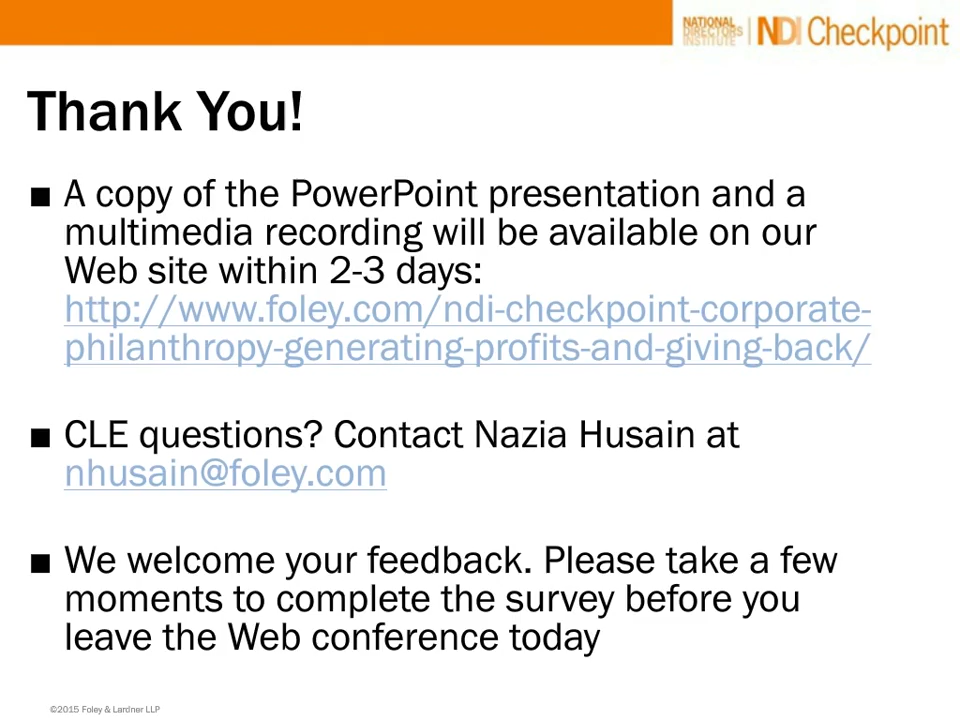 NATIONAL
DIRECTORS
INSTITUTE
NDI Checkpoint
Thank You!
■ A copy of the PowerPoint presentation and a
multimedia recording will be available on our
Web site within 2-3 days:
http://www.foley.com/ndi-checkpoint-corporate-
philanthropy-generating-profits-and-giving-back/
■ CLE questions? Contact Nazia Husain at
nhusain@foley.com
■ We welcome your feedback. Please take a few
moments to complete the survey before you
leave the Web conference today
©2015 Foley & Lardner LLP